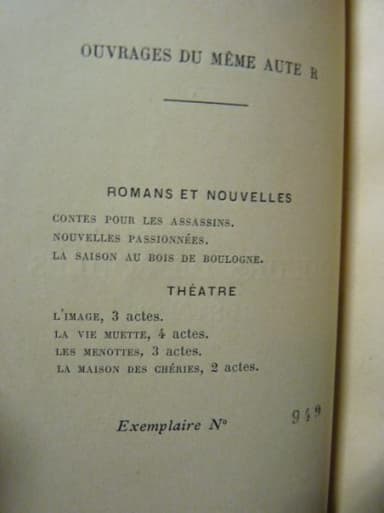 OUVRAGES DU MÊME AUTE R
ROMANS ET NOUVELLES
CONTES POUR LES ASSASSINS.
NOUVELLES PASSIONNÉES.
LA SAISON AU BOIS DE BOULOGNE.
THÉATRE
L'IMAGE, 3 actes.
LA VIE MUETTE, 4 actes.
LES MENOTTES, 3 actes.
LA MAISON DES CHÉRIES, 2 actes.
Exemplaire N° 949